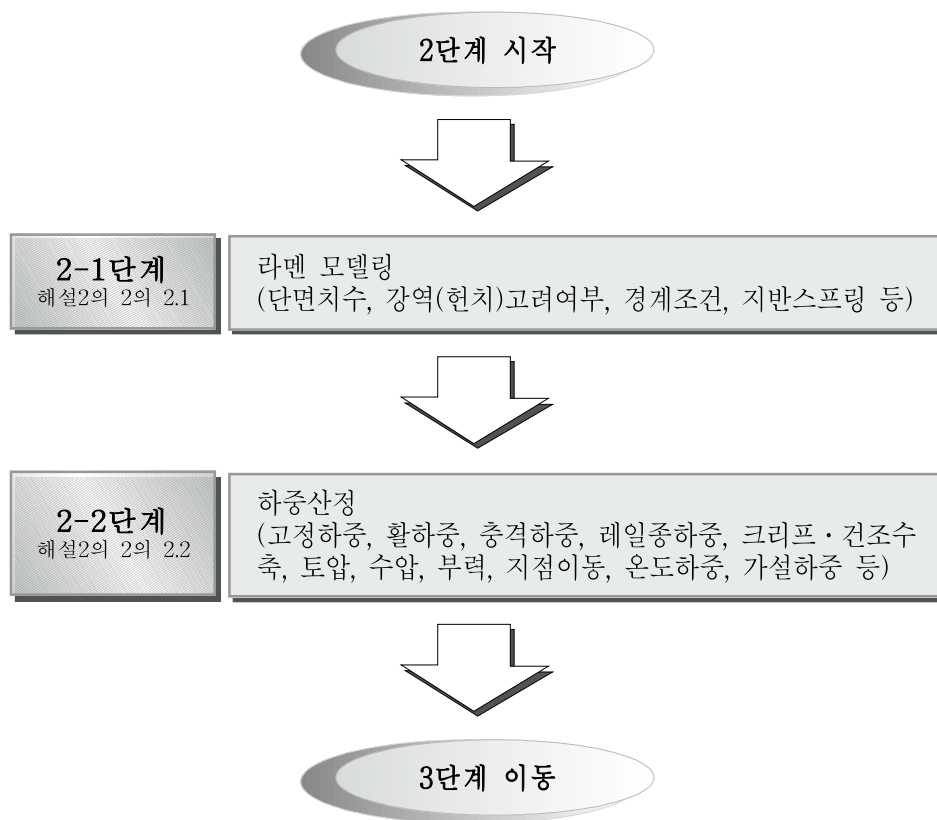 2단계 시작
2-1단계
해설2의 2의 2.1
라멘 모델링
(단면치수, 강역(헌치)고려여부, 경계조건, 지반스프링 등)
2-2단계
해설2의 2의 2.2
하중산정
(고정하중, 활하중, 충격하중, 레일종하중, 크리프·건조수
축, 토압, 수압, 부력, 지점이동, 온도하중, 가설하중 등)
3단계 이동